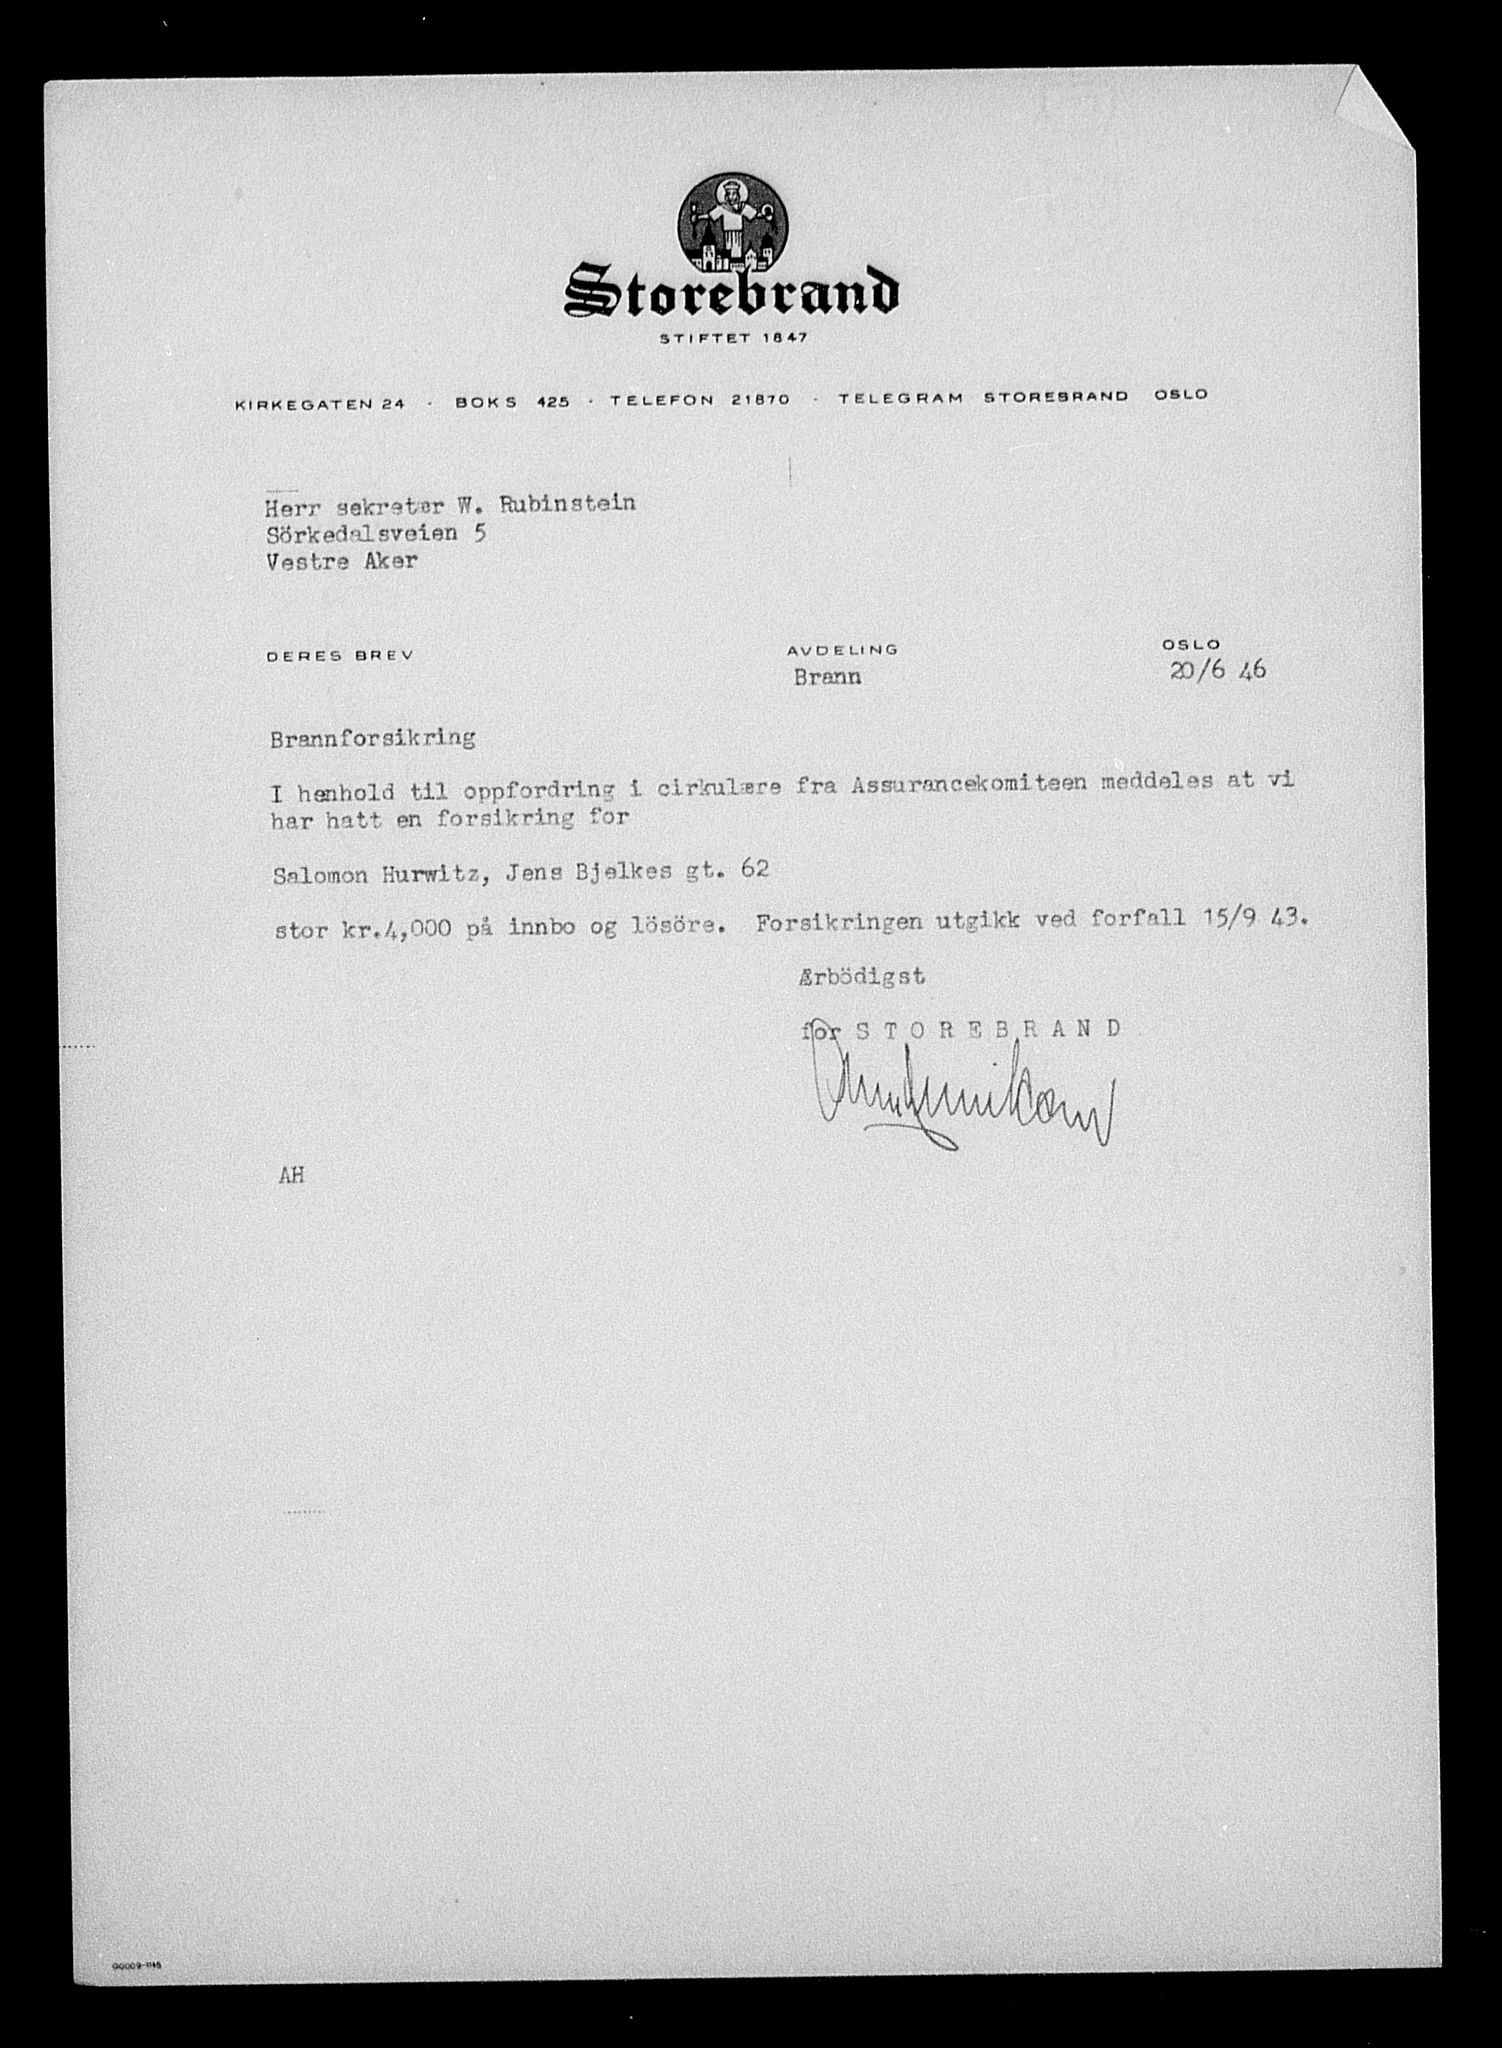 Storebrand
STIFTET 1847
KIRKEGATEN 24 · BOKS 425 · TELEFON 21870 · TELEGRAM STOREBRAND OSLO
Herr sekretær W. Rubinstein
Sörkedalsveien 5
Vestre Aker
DERES BREV AVDELING OSLO
Brann 20/6 46
Brannforsikring
I henhold til oppfordring i cirkulære fra Assurancekomiteen meddeles at vi
har hatt en forsikring for
Salomon Hurwitz, Jens Bjelkes gt. 62
stor kr.4,000 på innbo og lösöre. Forsikringen utgikk ved forfall 15/9 43.
Ærbödigst
for S T O R E B R A N D
AH